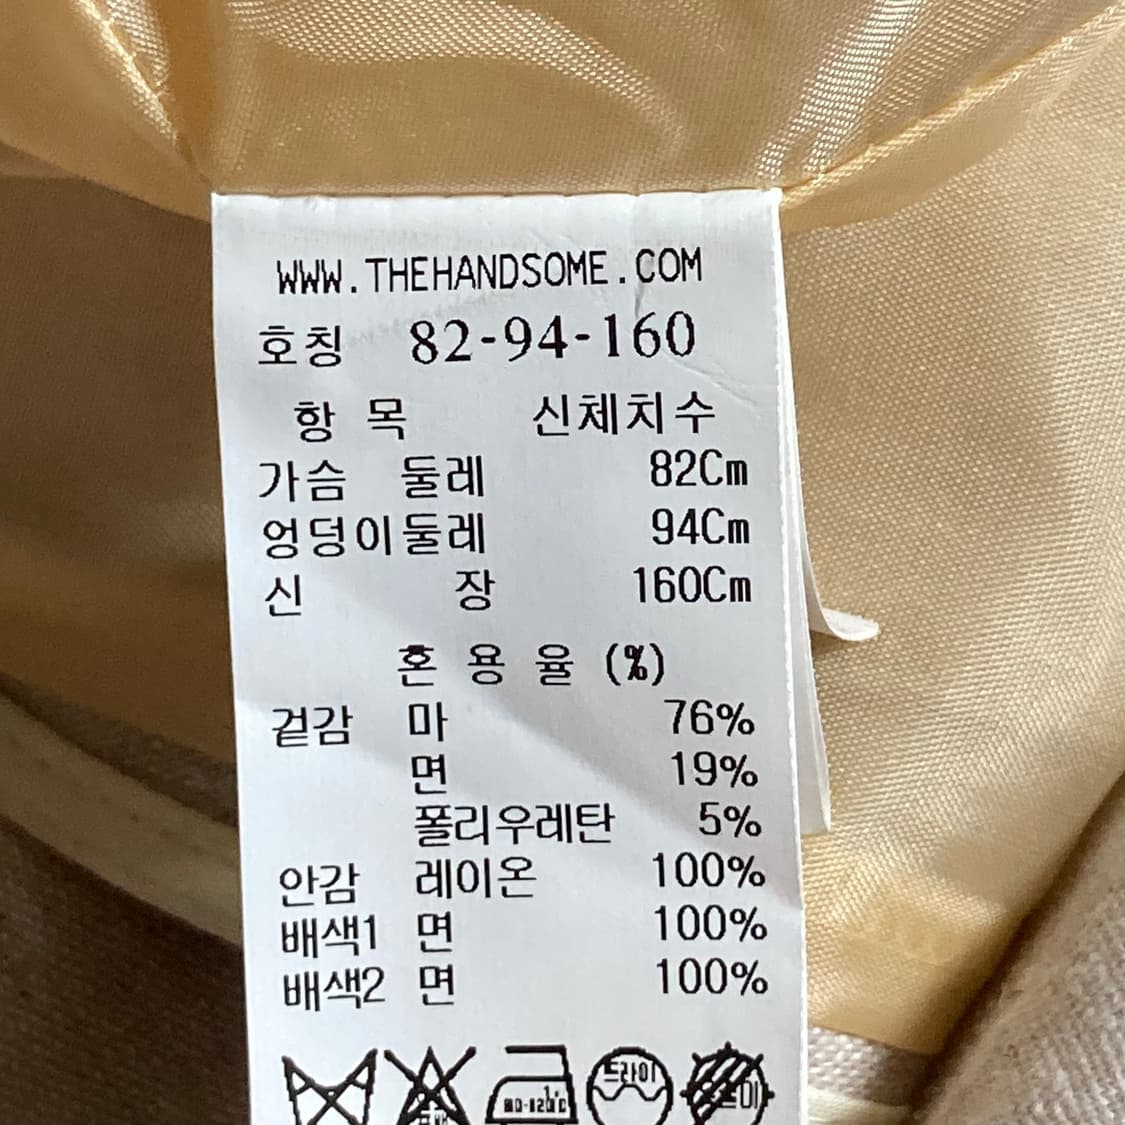 WWW.THEHANDSOME.COM
호칭 82-94-160
항 목 신체치수
가슴 둘레 82Cm
엉덩이둘레 94Cm
신 장 160Cm
혼 용 율 (%)
겉감 마 76%
면 19%
폴리우레탄 5%
안감 레이온 100%
배색1 면 100%
배색2 면 100%
드라이